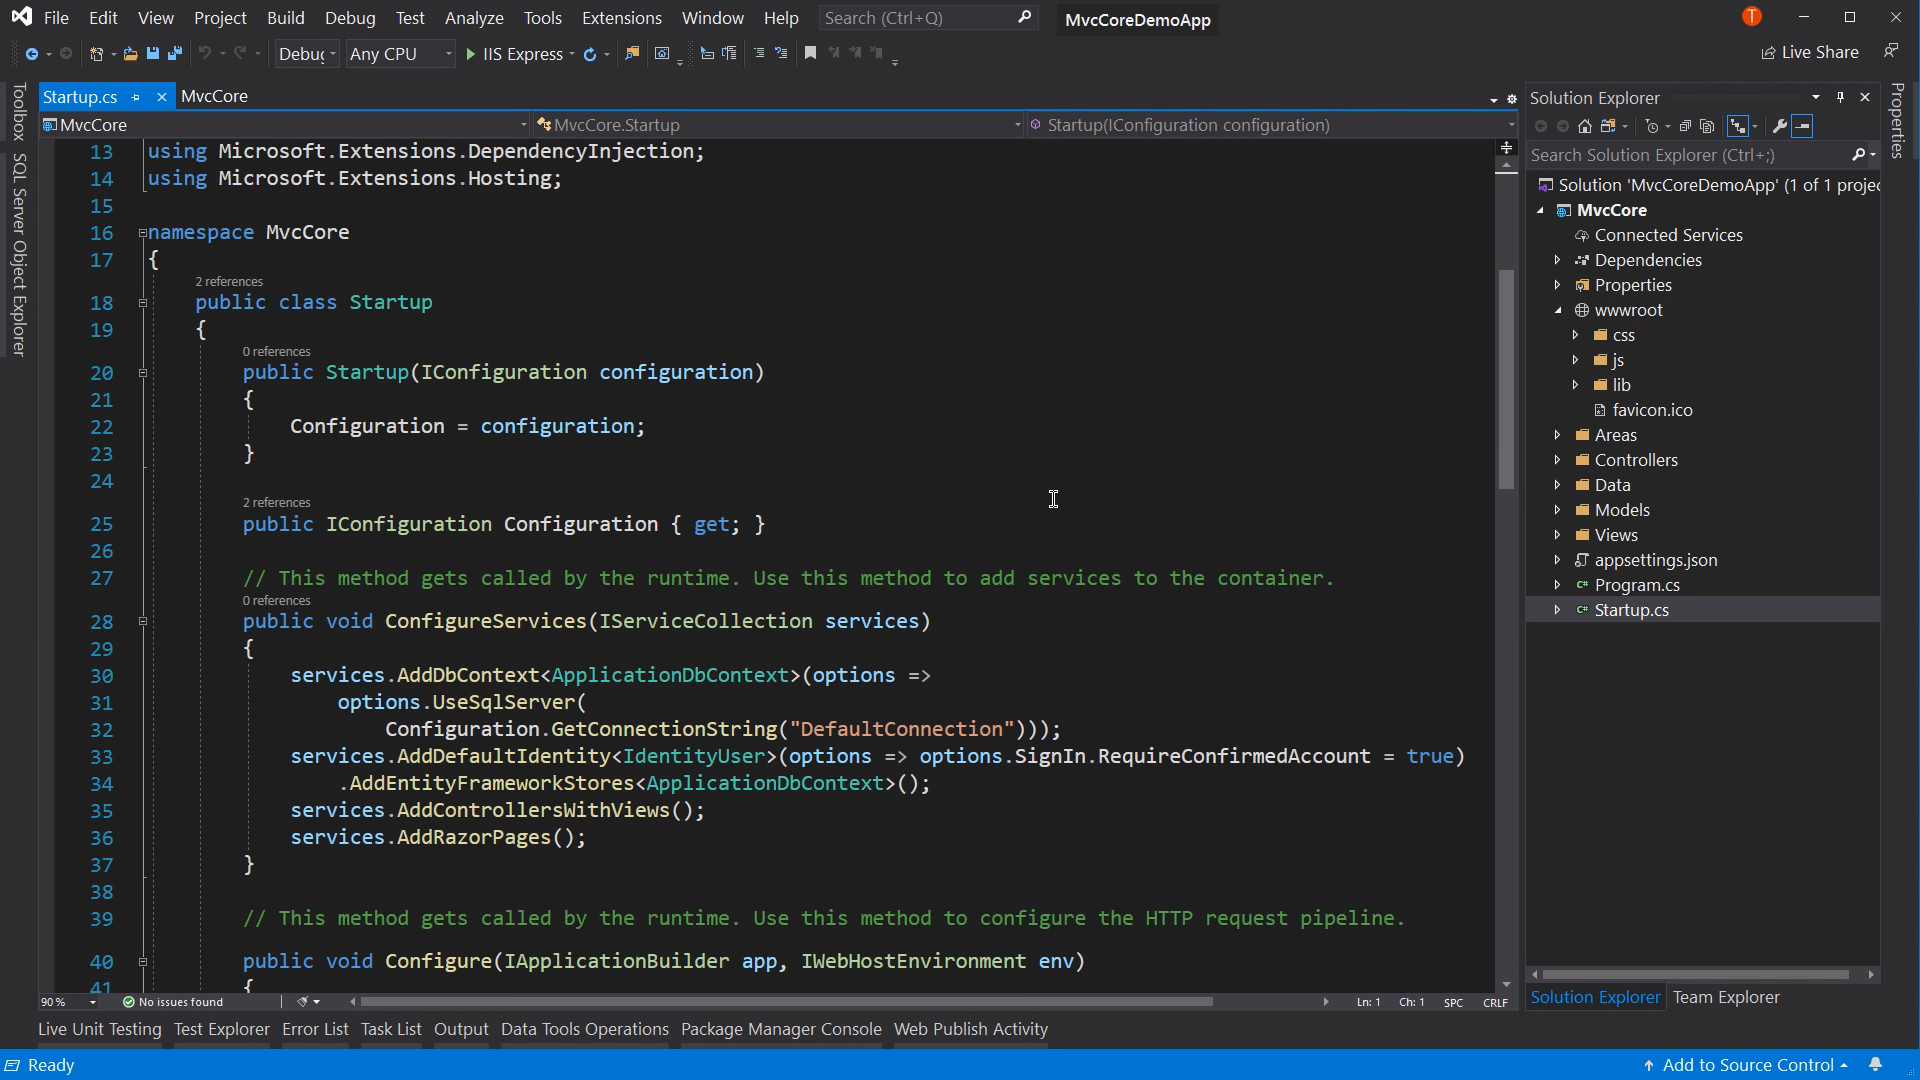 File Edit View Project Build Debug Test Analyze Tools Extensions Window Help Search (Ctrl+Q) MvcCoreDemoApp T
Debug Any CPU IIS Express Live Share
Toolbox
SQL Server Object Explorer
Startup.cs MvcCore
MvcCore MvcCore.Startup Startup(IConfiguration configuration)
13 using Microsoft.Extensions.DependencyInjection;
14 using Microsoft.Extensions.Hosting;
15
16 namespace MvcCore
17 {
2 references
18 public class Startup
19 {
0 references
20 public Startup(IConfiguration configuration)
21 {
22 Configuration = configuration;
23 }
24
2 references
25 public IConfiguration Configuration { get; }
26
27 // This method gets called by the runtime. Use this method to add services to the container.
0 references
28 public void ConfigureServices(IServiceCollection services)
29 {
30 services.AddDbContext<ApplicationDbContext>(options =>
31 options.UseSqlServer(
32 Configuration.GetConnectionString("DefaultConnection")));
33 services.AddDefaultIdentity<IdentityUser>(options => options.SignIn.RequireConfirmedAccount = true)
34 .AddEntityFrameworkStores<ApplicationDbContext>();
35 services.AddControllersWithViews();
36 services.AddRazorPages();
37 }
38
39 // This method gets called by the runtime. Use this method to configure the HTTP request pipeline.
40 public void Configure(IApplicationBuilder app, IWebHostEnvironment env)
41 {
90 % No issues found Ln: 1 Ch: 1 SPC CRLF
Solution Explorer
Search Solution Explorer (Ctrl+;)
Solution 'MvcCoreDemoApp' (1 of 1 projec
MvcCore
Connected Services
Dependencies
Properties
wwwroot
css
js
lib
favicon.ico
Areas
Controllers
Data
Models
Views
appsettings.json
C# Program.cs
C# Startup.cs
Solution Explorer Team Explorer
Properties
Live Unit Testing Test Explorer Error List Task List Output Data Tools Operations Package Manager Console Web Publish Activity
Ready Add to Source Control